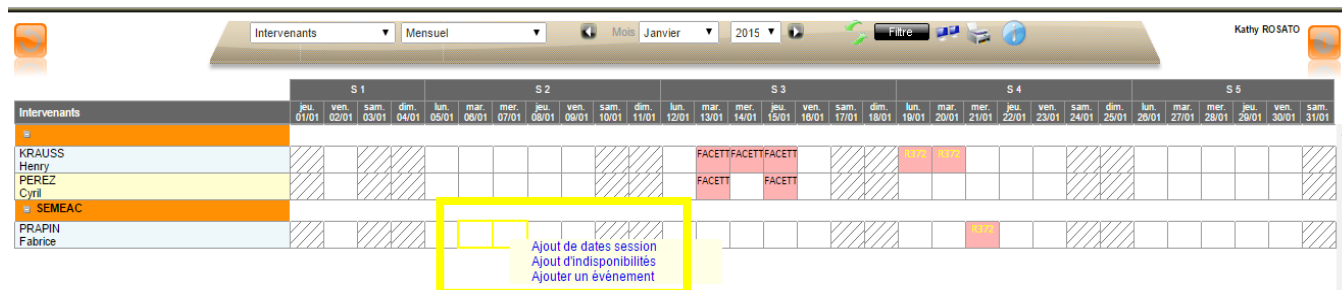 Intervenants Mensuel Mois Janvier 2015 Filtre Kathy ROSATO
S 1 S 2 S 3 S 4 S 5
Intervenants jeu. 01/01 ven. 02/01 sam. 03/01 dim. 04/01 lun. 05/01 mar. 06/01 mer. 07/01 jeu. 08/01 ven. 09/01 sam. 10/01 dim. 11/01 lun. 12/01 mar. 13/01 mer. 14/01 jeu. 15/01 ven. 16/01 sam. 17/01 dim. 18/01 lun. 19/01 mar. 20/01 mer. 21/01 jeu. 22/01 ven. 23/01 sam. 24/01 dim. 25/01 lun. 26/01 mar. 27/01 mer. 28/01 jeu. 29/01 ven. 30/01 sam. 31/01
KRAUSS FACETT FACETT FACETT R372 R372
Henry
PEREZ FACETT FACETT
Cyril
SEMEAC
PRAPIN R372
Fabrice
Ajout de dates session
Ajout d'indisponibilités
Ajouter un événement